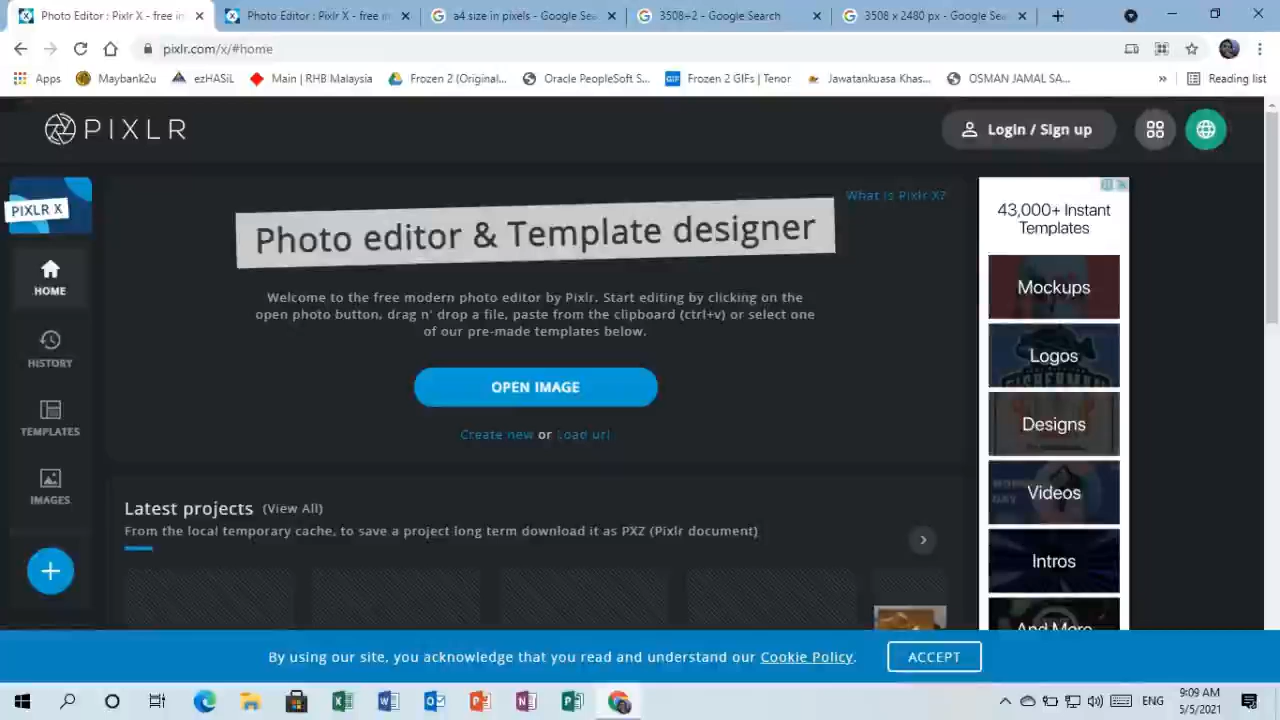 Photo Editor : Pixlr X - free in
Photo Editor : Pixlr X - free im
a4 size in pixels - Google Sea
3508÷2 - Google Search
3508 x 2480 px - Google Sea
pixlr.com/x/#home
Apps
Maybank2u
ezHASiL
Main | RHB Malaysia
Frozen 2 (Original...
Oracle PeopleSoft S...
GIF
Frozen 2 GIFs | Tenor
Jawatankuasa Khas...
OSMAN JAMAL SA...
»
Reading list
PIXLR
Login / Sign up
PIXLR X
What is Pixlr X?
Photo editor & Template designer
HOME
Welcome to the free modern photo editor by Pixlr. Start editing by clicking on the
open photo button, drag n' drop a file, paste from the clipboard (ctrl+v) or select one
of our pre-made templates below.
HISTORY
OPEN IMAGE
TEMPLATES
Create new or Load url
IMAGES
Latest projects (View All)
From the local temporary cache, to save a project long term download it as PXZ (Pixlr document)
43,000+ Instant
Templates
Mockups
Logos
Designs
Videos
Intros
And More
By using our site, you acknowledge that you read and understand our Cookie Policy.
ACCEPT
ENG
9:09 AM
5/5/2021